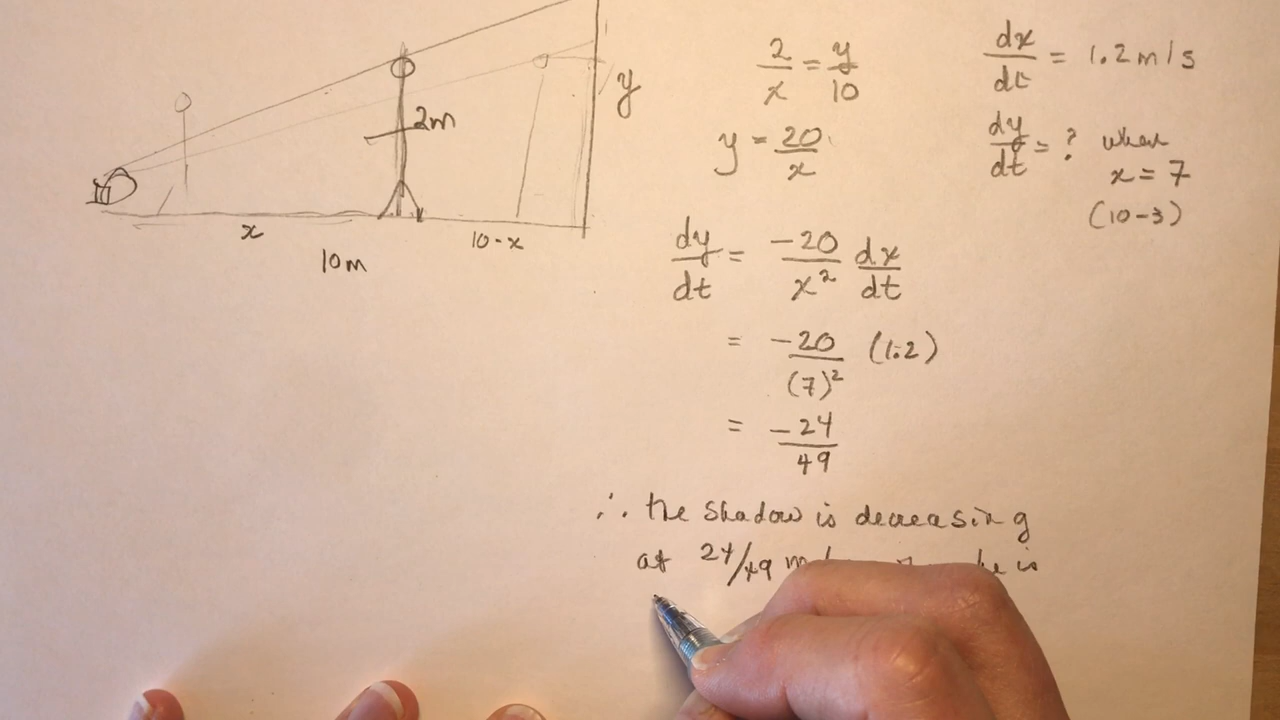 2m
y
x
10-x
10m
2/x = y/10
y = 20/x
dy/dt = -20/x² dx/dt
= -20/(7)² (1.2)
= -24/49
∴ the shadow is decreasing
at 24/49 is
dx/dt = 1.2 m/s
dy/dt = ? when
x = 7
(10-3)